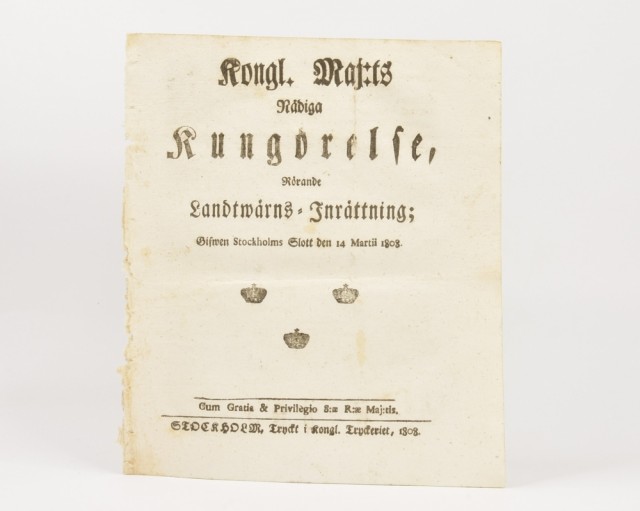 Kongl. Maj:ts
Nådiga
Kungörelse,
Rörande
Landtwärns-Inrättning;
Gifwen Stockholms Slott den 14 Martii 1808.
Cum Gratia & Privilegio S:æ R:æ Maj:tis.
STOCKHOLM, Tryckt i Kongl. Tryckeriet, 1808.